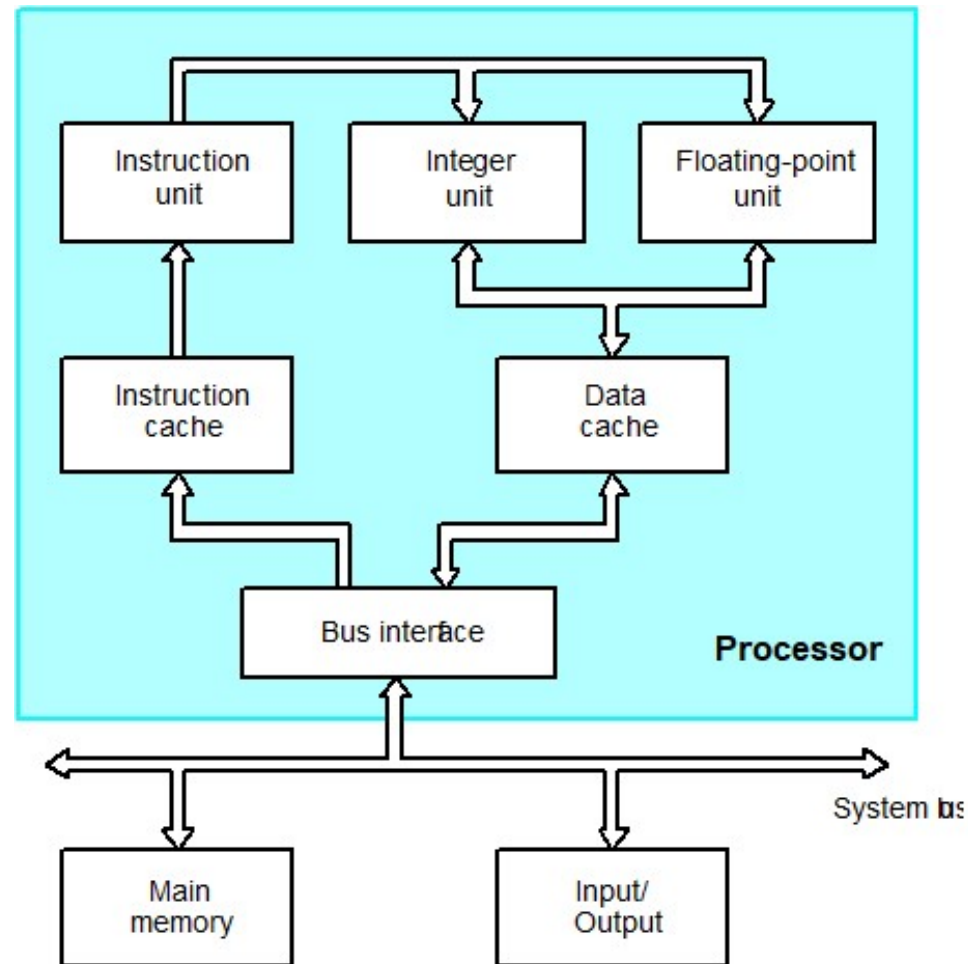 Instruction
unit
Integer
unit
Floating-point
unit
Instruction
cache
Data
cache
Bus interface
Processor
System bus
Main
memory
Input/
Output